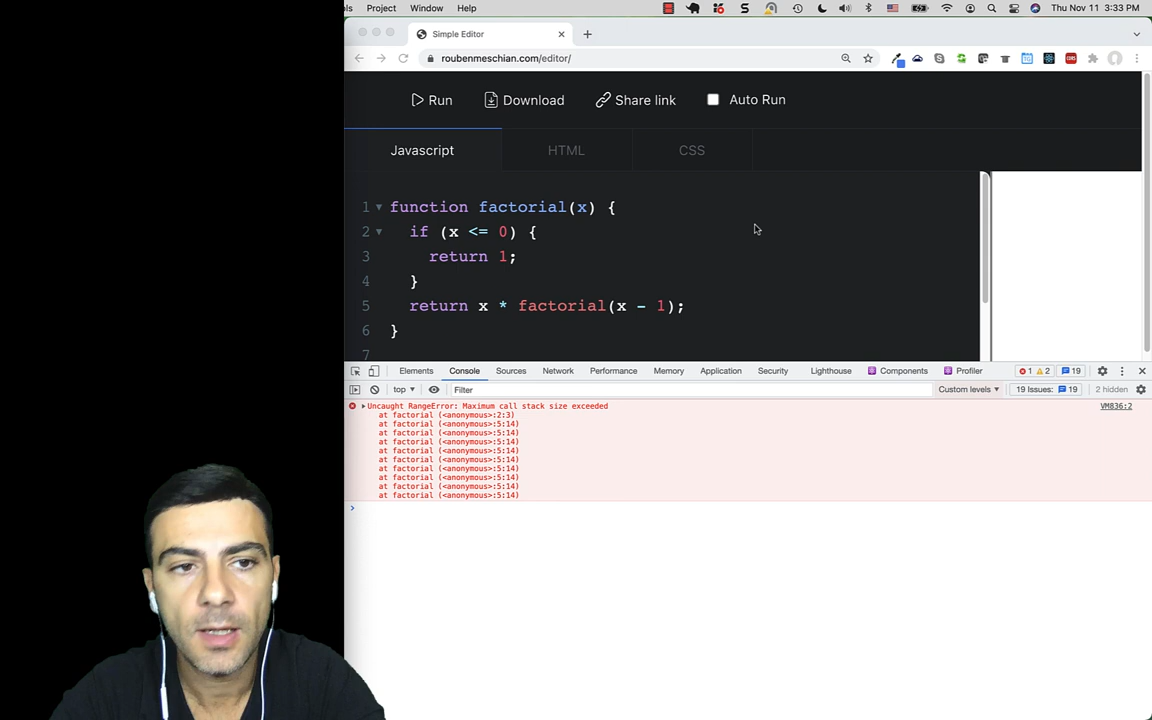 ls Project Window Help Thu Nov 11 3:33 PM
Simple Editor
roubenmeschian.com/editor/
Run Download Share link Auto Run
Javascript HTML CSS
1 function factorial(x) {
2 if (x <= 0) {
3 return 1;
4 }
5 return x * factorial(x - 1);
6 }
7
Elements Console Sources Network Performance Memory Application Security Lighthouse Components Profiler 1 2 19
top Filter Custom levels 19 Issues: 19 2 hidden
Uncaught RangeError: Maximum call stack size exceeded VM836:2
at factorial (<anonymous>:2:3)
at factorial (<anonymous>:5:14)
at factorial (<anonymous>:5:14)
at factorial (<anonymous>:5:14)
at factorial (<anonymous>:5:14)
at factorial (<anonymous>:5:14)
at factorial (<anonymous>:5:14)
at factorial (<anonymous>:5:14)
at factorial (<anonymous>:5:14)
at factorial (<anonymous>:5:14)